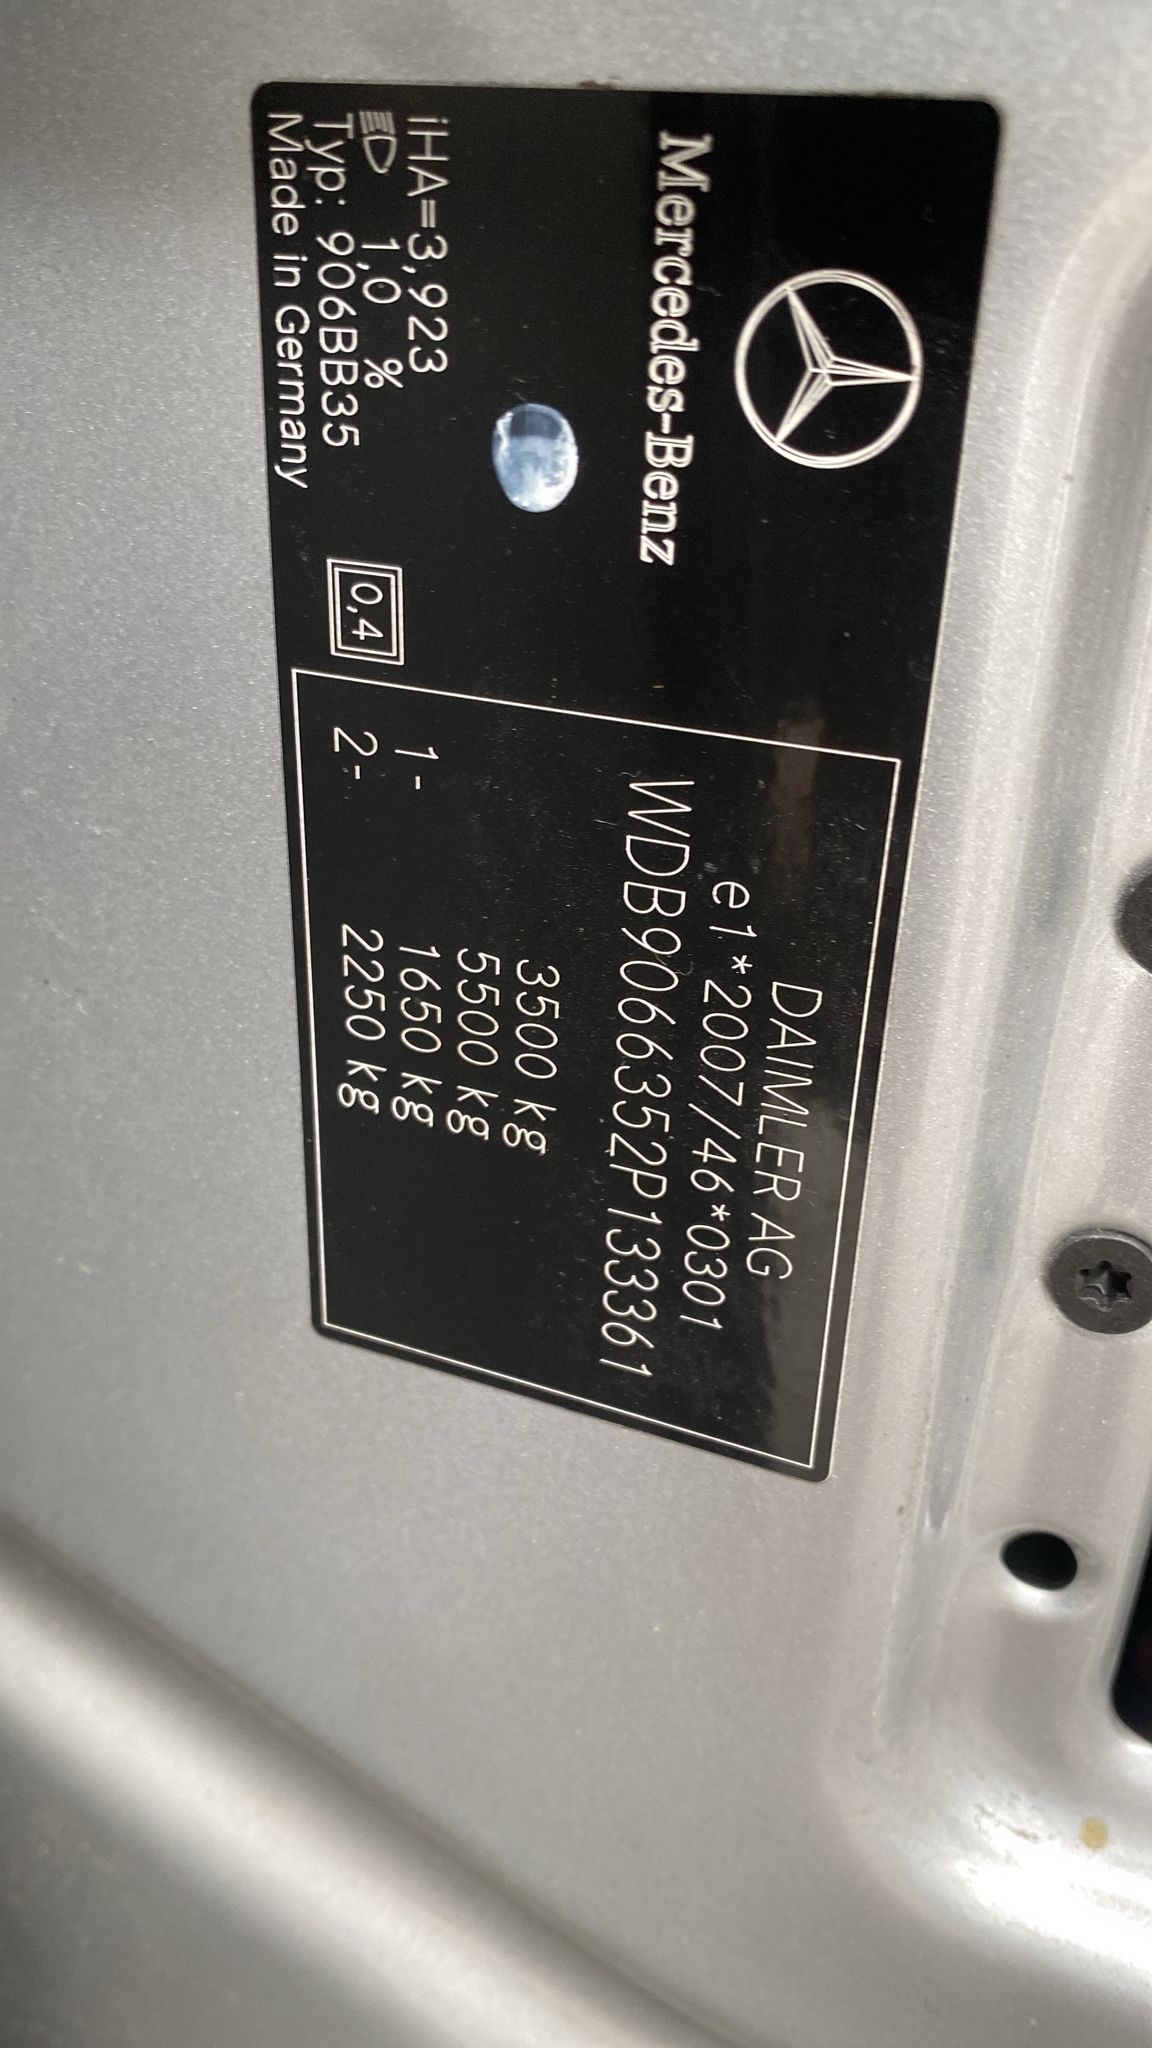 Mercedes-Benz
iHA=3,923
1,0 %
Typ: 906BB35
Made in Germany
0,4
DAIMLER AG
e1*2007/46*0301
WDB9066352P133361
3500 kg
5500 kg
1- 1650 kg
2- 2250 kg